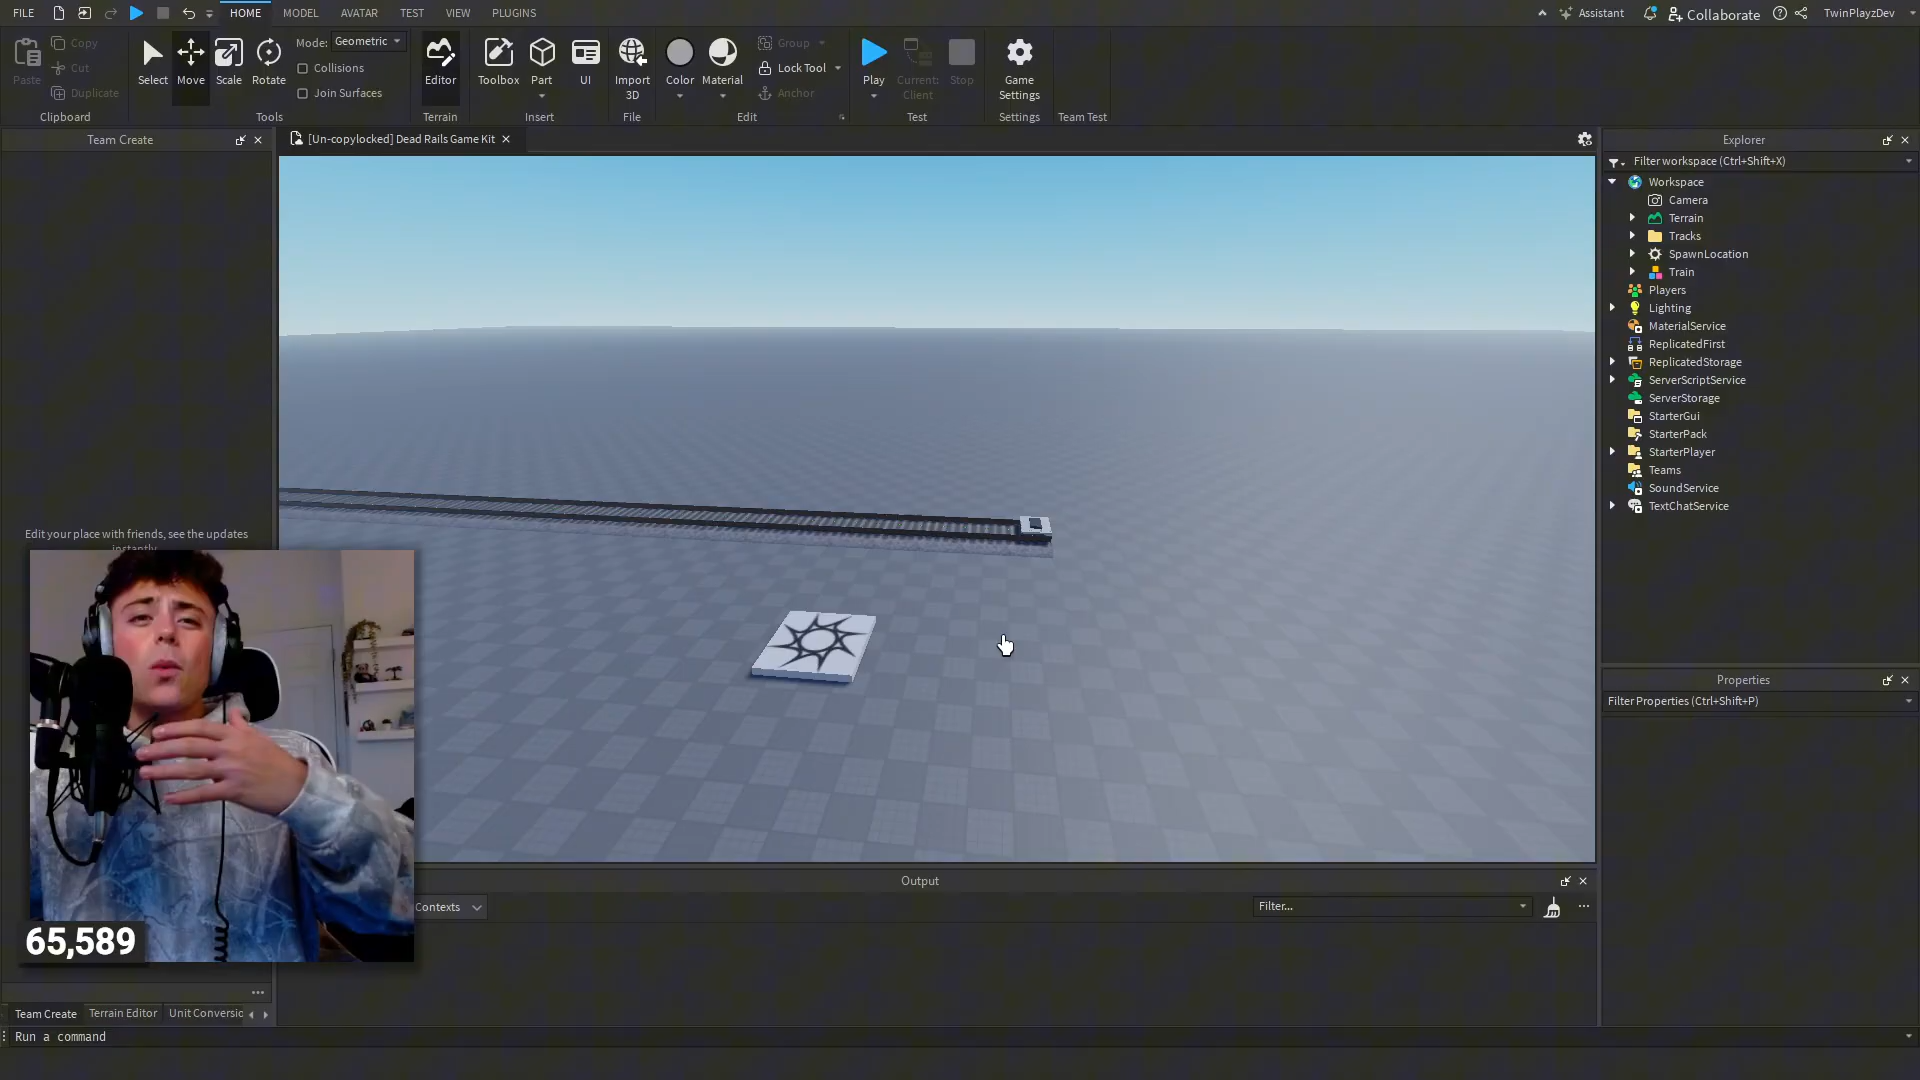 FILE HOME MODEL AVATAR TEST VIEW PLUGINS Assistant Collaborate TwinPlayzDev
Paste Copy Cut Duplicate Clipboard
Select Move Scale Rotate Mode: Geometric Collisions Join Surfaces Tools
Editor Terrain
Toolbox Part UI Insert
Import 3D File
Color Material Group Lock Tool Anchor Edit
Play Current: Client Stop Test
Game Settings Settings
Team Test
Team Create
[Un-copylocked] Dead Rails Game Kit
Edit your place with friends, see the updates
instantly
65,589
Team Create Terrain Editor Unit Conversio
Run a command
Output
Contexts
Filter...
Explorer
Filter workspace (Ctrl+Shift+X)
Workspace
Camera
Terrain
Tracks
SpawnLocation
Train
Players
Lighting
MaterialService
ReplicatedFirst
ReplicatedStorage
ServerScriptService
ServerStorage
StarterGui
StarterPack
StarterPlayer
Teams
SoundService
TextChatService
Properties
Filter Properties (Ctrl+Shift+P)